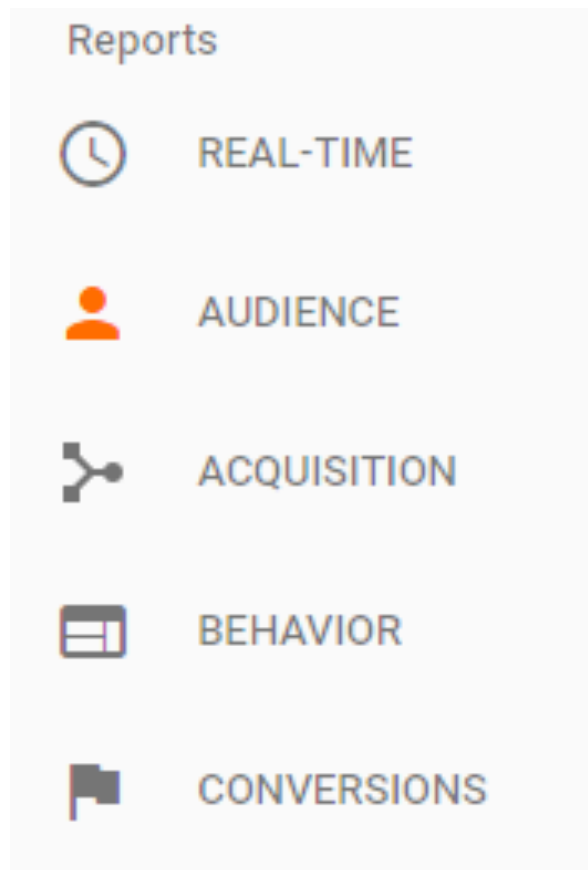 Reports
REAL-TIME
AUDIENCE
ACQUISITION
BEHAVIOR
CONVERSIONS